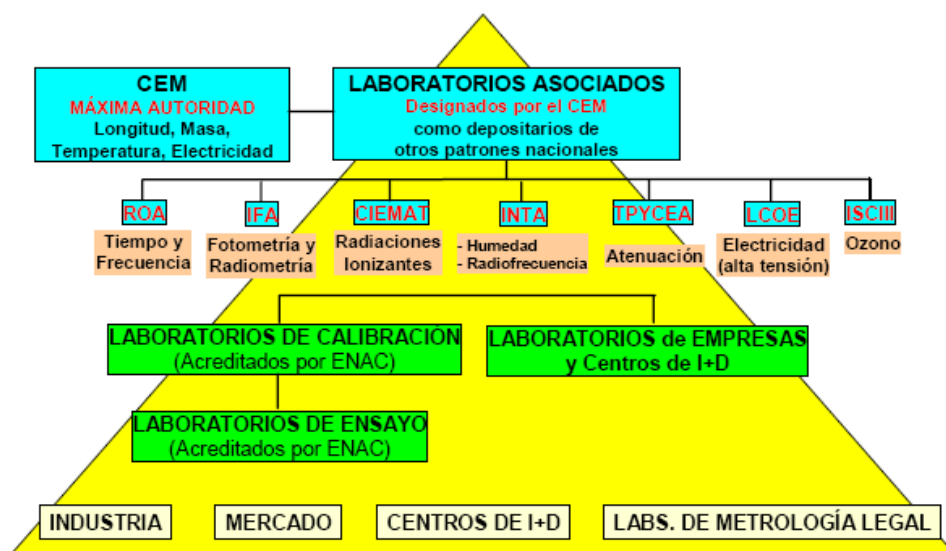 CEM
MÁXIMA AUTORIDAD
Longitud, Masa,
Temperatura, Electricidad
LABORATORIOS ASOCIADOS
Designados por el CEM
como depositarios de
otros patrones nacionales
ROA
IFA
CIEMAT
INTA
TPYCEA
LCOE
ISCIII
Tiempo y
Frecuencia
Fotometría y
Radiometría
Radiaciones
Ionizantes
- Humedad
- Radiofrecuencia
Atenuación
Electricidad
(alta tensión)
Ozono
LABORATORIOS DE CALIBRACIÓN
(Acreditados por ENAC)
LABORATORIOS de EMPRESAS
y Centros de I+D
LABORATORIOS DE ENSAYO
(Acreditados por ENAC)
INDUSTRIA
MERCADO
CENTROS DE I+D
LABS. DE METROLOGÍA LEGAL